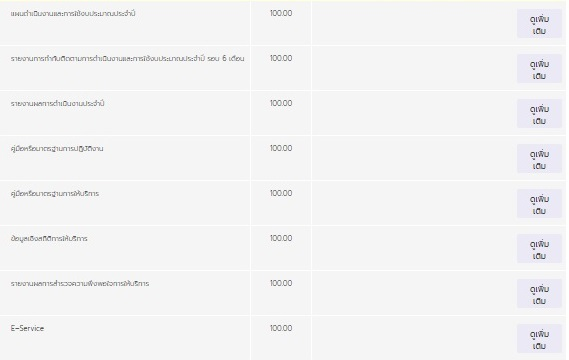 แผนดำเนินงานและการใช้งบประมาณประจำปี 100.00 ดูเพิ่ม
เติม
รายงานการกำกับติดตามการดำเนินงานและการใช้งบประมาณประจำปี รอบ 6 เดือน 100.00 ดูเพิ่ม
เติม
รายงานผลการดำเนินงานประจำปี 100.00 ดูเพิ่ม
เติม
คู่มือหรือมาตรฐานการปฏิบัติงาน 100.00 ดูเพิ่ม
เติม
คู่มือหรือมาตรฐานการให้บริการ 100.00 ดูเพิ่ม
เติม
ข้อมูลเชิงสถิติการให้บริการ 100.00 ดูเพิ่ม
เติม
รายงานผลการสำรวจความพึงพอใจการให้บริการ 100.00 ดูเพิ่ม
เติม
E-Service 100.00 ดูเพิ่ม
เติม